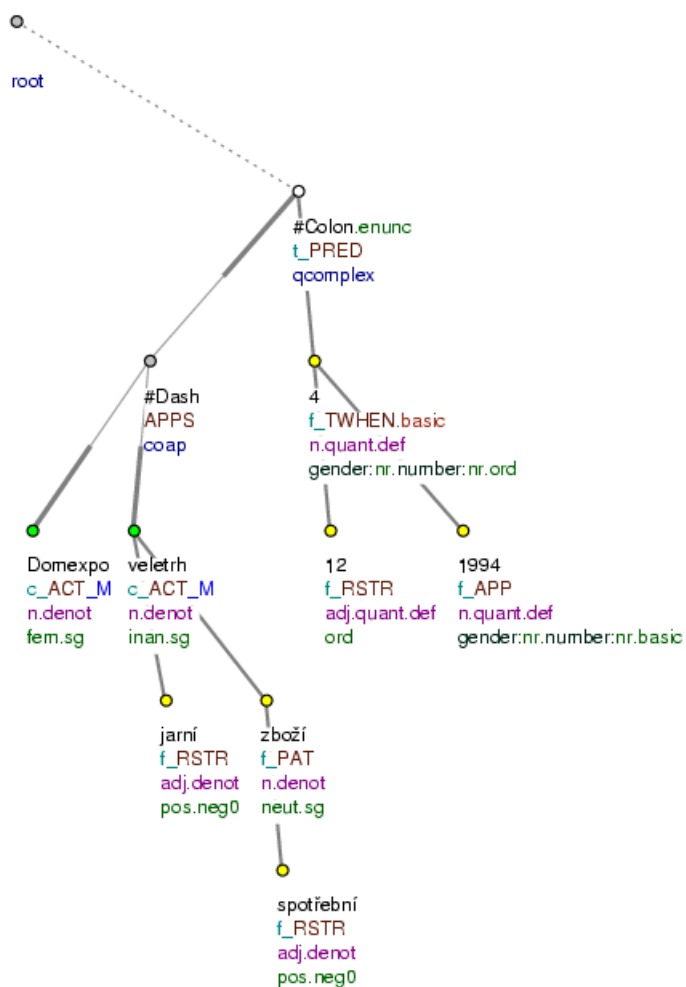 root
#Colon.enunc
t_PRED
qcomplex
#Dash
APPS
coap
4
f_TWHEN.basic
n.quant.def
gender:nr.number:nr.ord
Domexpo
c_ACT_M
n.denot
fem.sg
veletrh
c_ACT_M
n.denot
inan.sg
12
f_RSTR
adj.quant.def
ord
1994
f_APP
n.quant.def
gender:nr.number:nr.basic
jarní
f_RSTR
adj.denot
pos.neg0
zboží
f_PAT
n.denot
neut.sg
spotřební
f_RSTR
adj.denot
pos.neg0